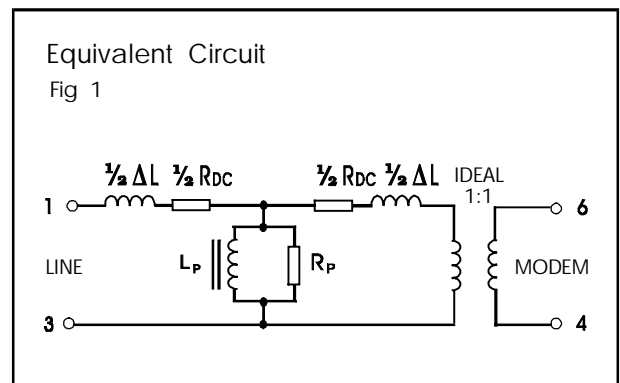 Equivalent Circuit
Fig 1
½ ΔL ½ RDC ½ RDC ½ ΔL IDEAL
1:1
1 6
LINE LP RP MODEM
3 4